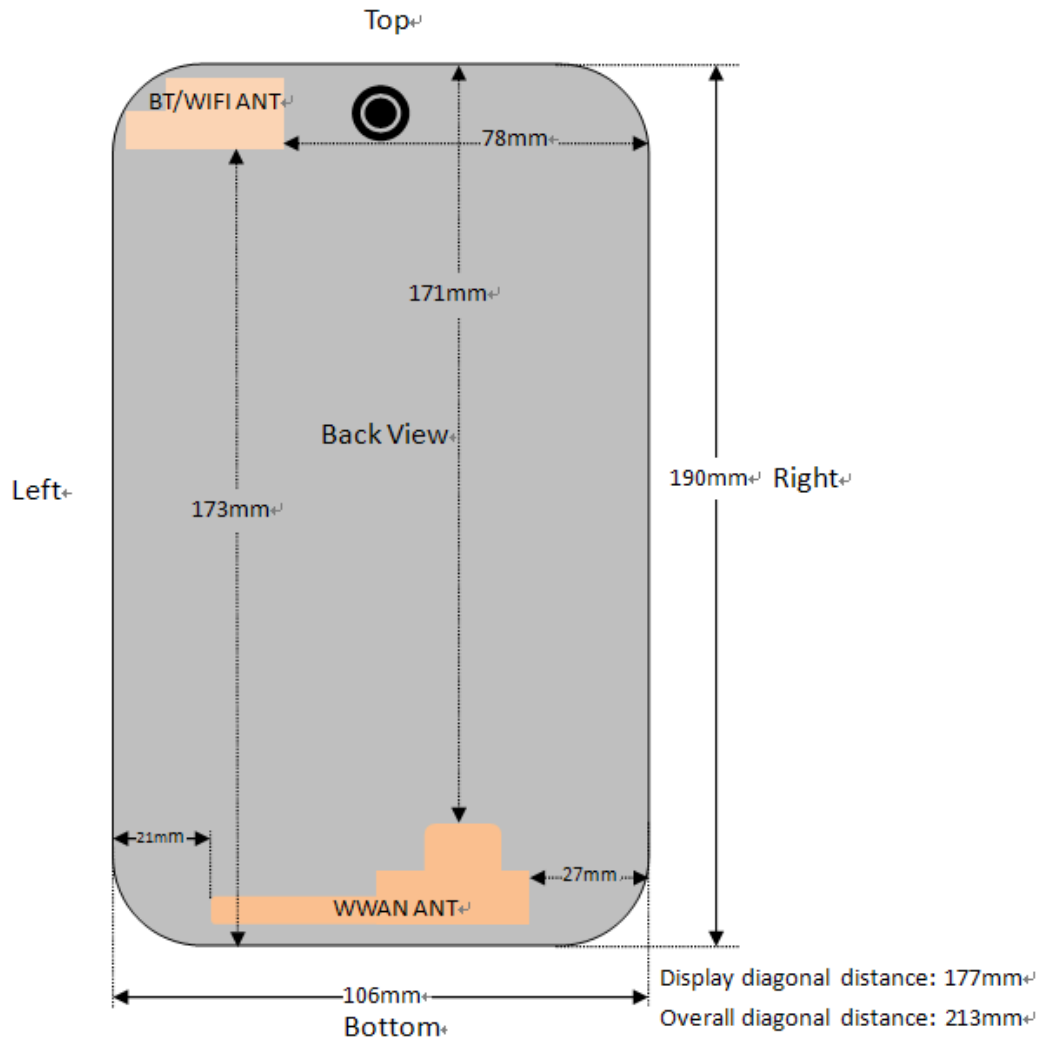 Top
BT/WIFI ANT
78mm
171mm
Back View
190mm
Right
Left
173mm
21mm
27mm
WWAN ANT
106mm
Bottom
Display diagonal distance: 177mm
Overall diagonal distance: 213mm